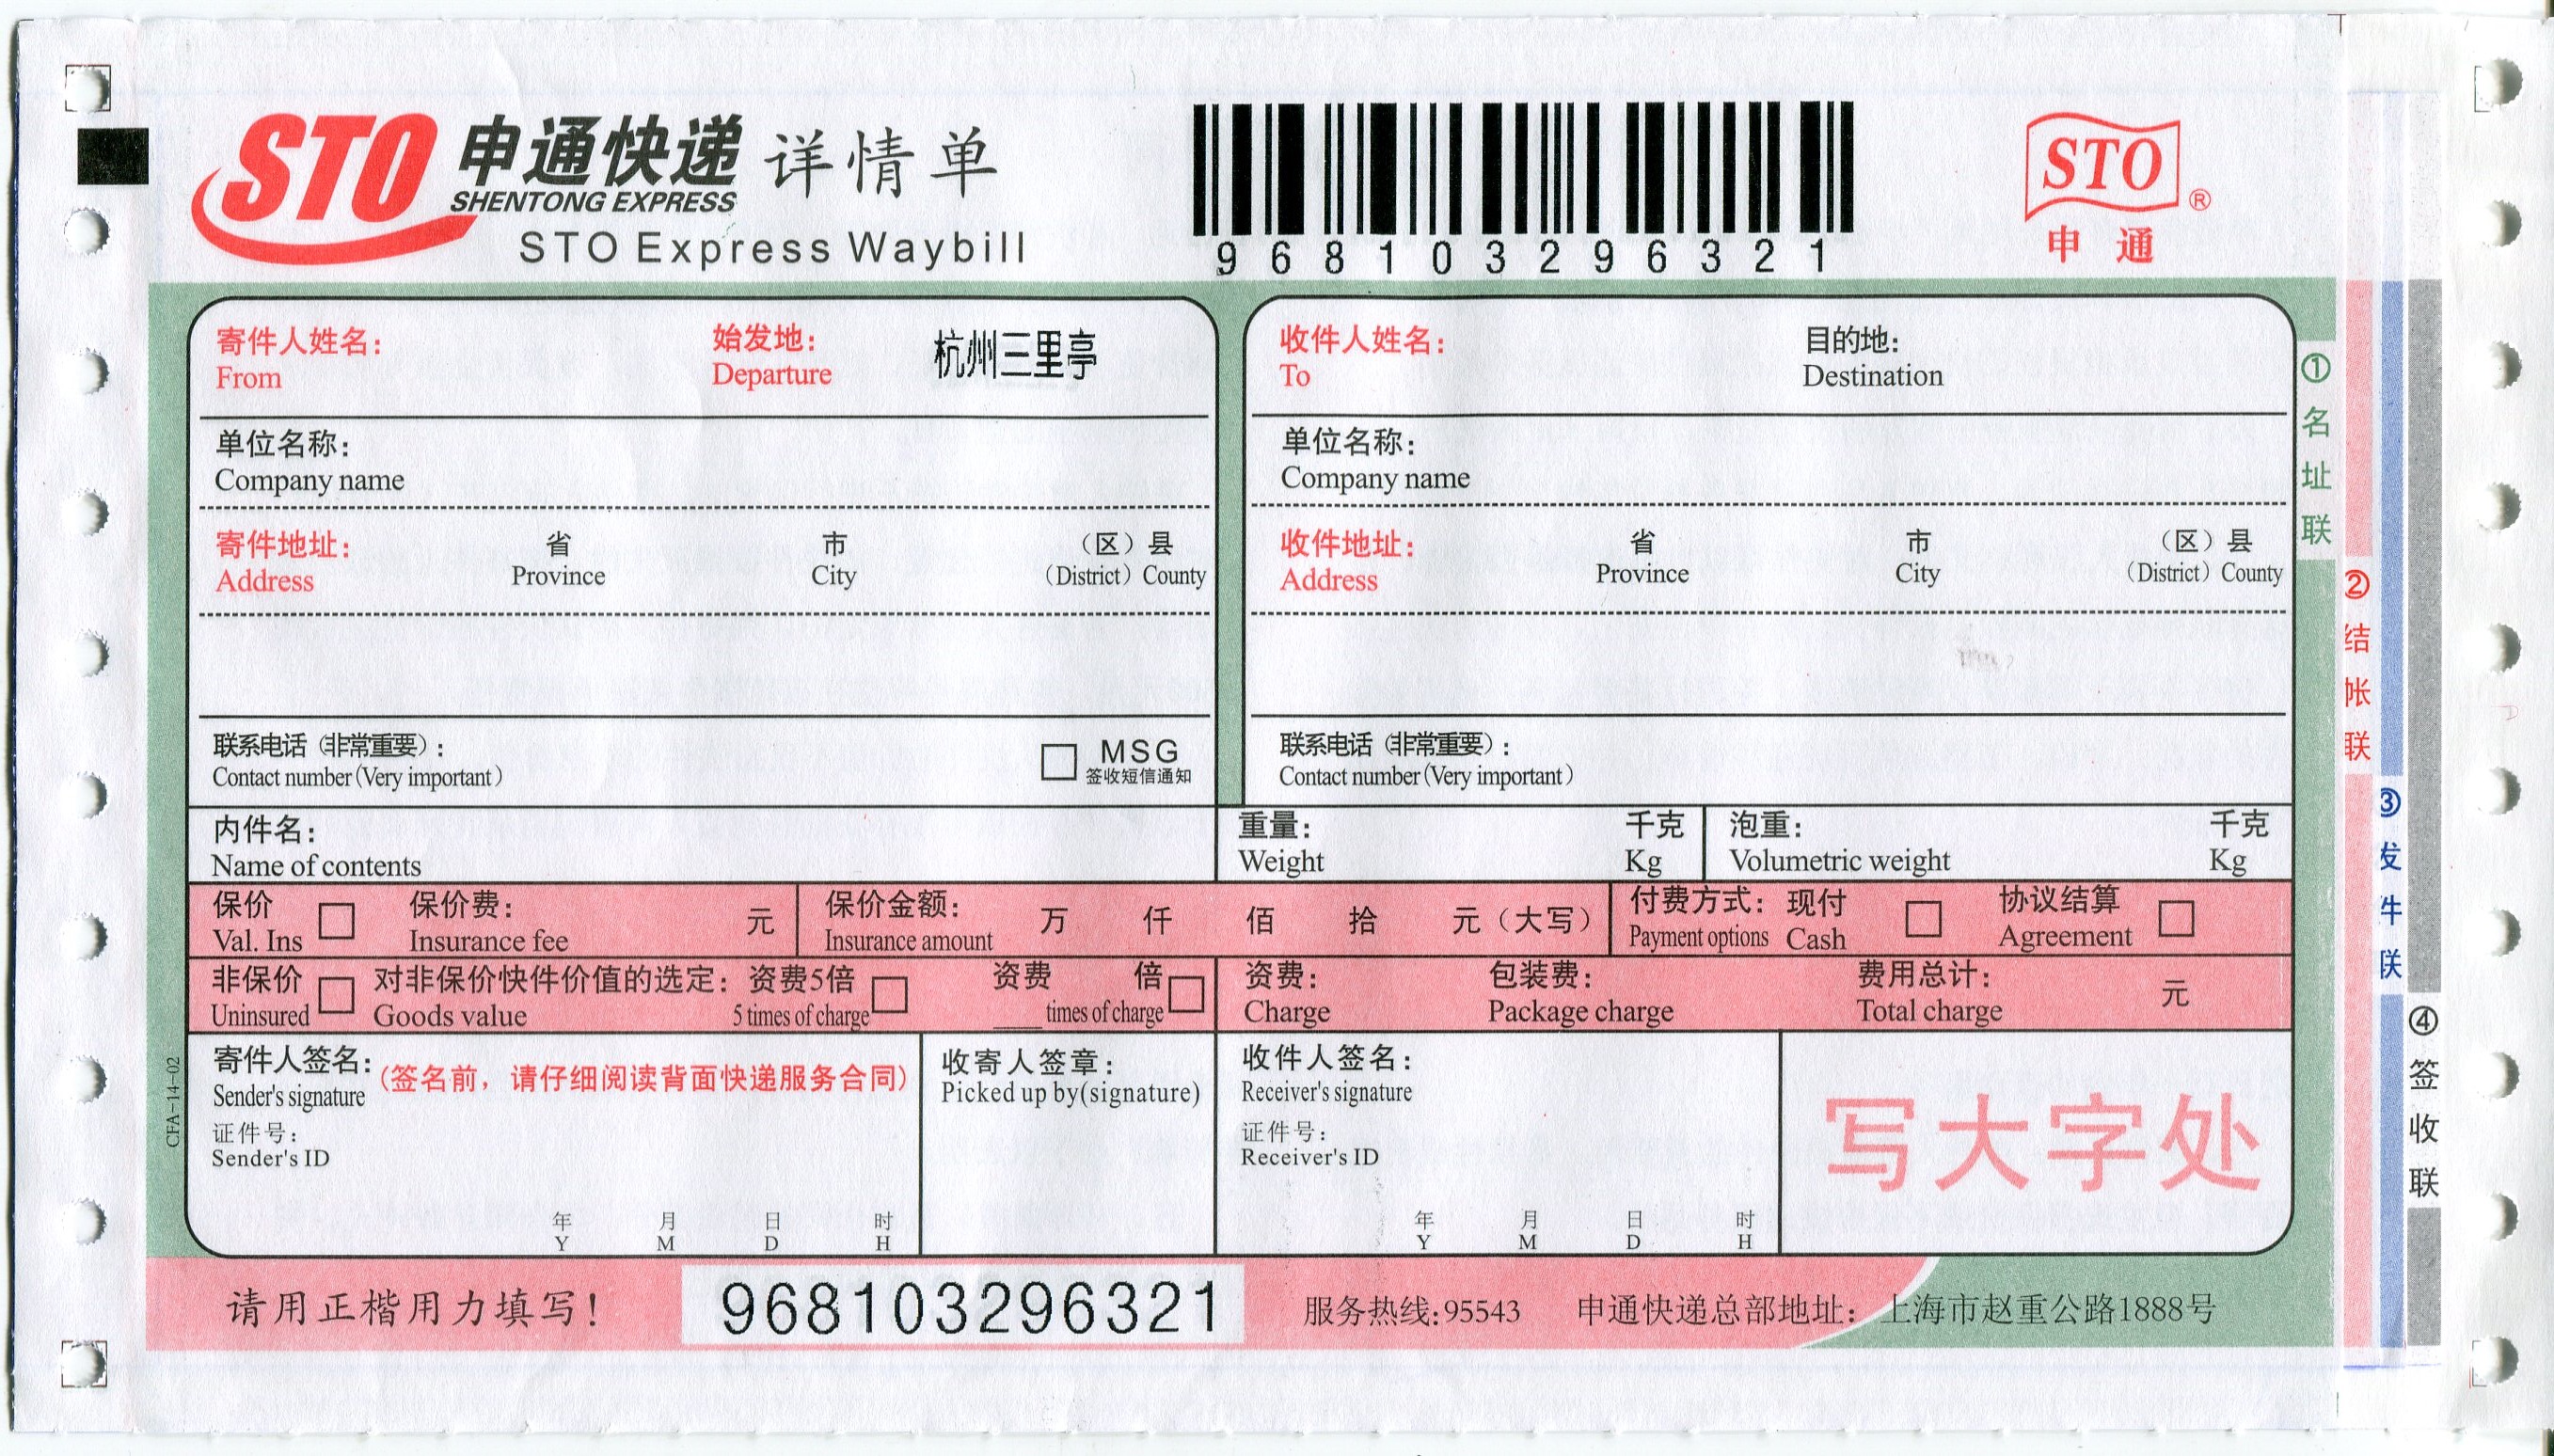 STO 申通快递 详情单
SHENTONG EXPRESS
STO Express Waybill
968103296321
STO ®
申 通
寄件人姓名: 始发地: 杭州三里亭
From Departure
收件人姓名: 目的地:
To Destination
单位名称:
Company name
单位名称:
Company name
寄件地址: 省 市 （区）县
Address Province City （District）County
收件地址: 省 市 （区）县
Address Province City （District）County
联系电话（非常重要）:
Contact number(Very important)
MSG
签收短信通知
联系电话（非常重要）:
Contact number(Very important)
内件名:
Name of contents
重量: 千克
Weight Kg
泡重: 千克
Volumetric weight Kg
保价 保价费: 元
Val. Ins Insurance fee
保价金额: 万 仟 佰 拾 元（大写）
Insurance amount
付费方式: 现付 协议结算
Payment options Cash Agreement
非保价 对非保价快件价值的选定: 资费5倍 资费 倍
Uninsured Goods value 5 times of charge ____ times of charge
资费: 包装费: 费用总计: 元
Charge Package charge Total charge
寄件人签名: (签名前，请仔细阅读背面快递服务合同)
Sender's signature
证件号:
Sender's ID
年 月 日 时
Y M D H
收寄人签章:
Picked up by(signature)
收件人签名:
Receiver's signature
证件号:
Receiver's ID
年 月 日 时
Y M D H
写大字处
CFA-14-02
请用正楷用力填写!
968103296321
服务热线:95543 申通快递总部地址: 上海市赵重公路1888号
①名址联
②结帐联
③发件联
④签收联